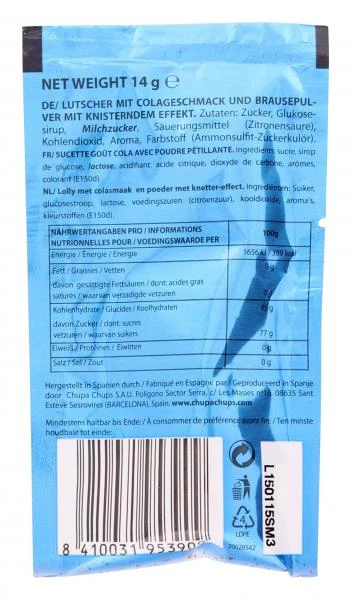 NET WEIGHT 14 g ℮
DE/ LUTSCHER MIT COLAGESCHMACK UND BRAUSEPUL-
VER MIT KNISTERNDEM EFFEKT. Zutaten: Zucker, Glukose-
sirup, Milchzucker, Säuerungsmittel (Zitronensäure),
Kohlendioxid, Aroma, Farbstoff (Ammonsulfit-Zuckerkulör).
FR/ SUCETTE GOÛT COLA AVEC POUDRE PÉTILLANTE. Ingrédients: sucre, sirop
de glucose, lactose, acidifiant: acide citrique, dioxyde de carbone, arômes,
colorant (E150d).
NL/ Lolly met colasmaak en poeder met knetter-effect. Ingrediënten: Suiker,
glucosestroop, lactose, voedingszuren (citroenzuur), kooldioxide, aroma's,
kleurstoffen (E150d).
NÄHRWERTANGABEN PRO / INFORMATIONS
NUTRITIONNELLES POUR / VOEDINGSWAARDE PER 100g
Energie / Énergie / Energie 1656 kJ / 389 kcal
Fett / Graisses / Vetten 0 g
davon gesättigte Fettsäuren / dont: acides gras
saturés / waarvan verzadigde vetzuren 0 g
Kohlenhydrate / Glucides / Koolhydraten 95 g
davon Zucker / dont: sucres
vetzuren / waarvan suikers 77 g
Eiweiß / Protéines / Eiwitten 0 g
Salz / Sel / Zout 0 g
Hergestellt in Spanien durch / Fabriqué en Espagne par / Geproduceerd in Spanje
door Chupa Chups S.A.U. Polígono Sector Serra, c/ Les Masies nº16. 08635 Sant
Esteve Sesrovires (BARCELONA), Spain. www.chupachups.com
Mindestens haltbar bis Ende: / À consommer de préférence avant fin: / Ten minste
houdbaar tot einde:
8 410031 95390
4
LDPE
70028542
L150115SM3